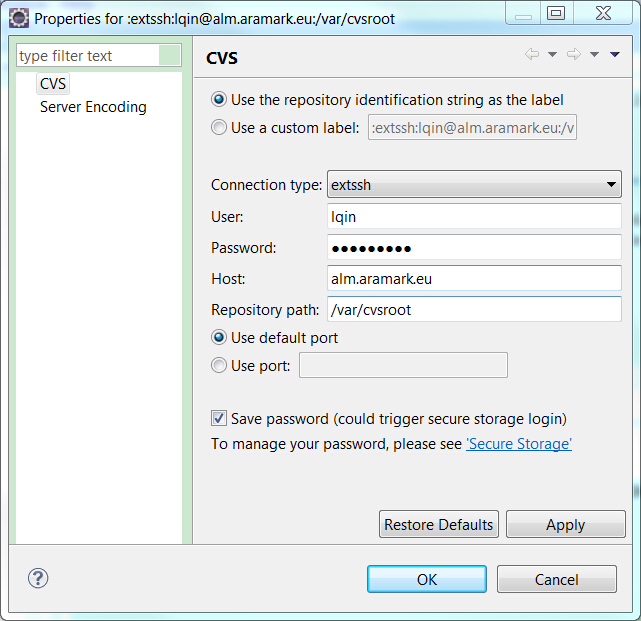 Properties for :extssh:lqin@alm.aramark.eu:/var/cvsroot
type filter text
CVS
Server Encoding
CVS
Use the repository identification string as the label
Use a custom label: :extssh:lqin@alm.aramark.eu:/v
Connection type: extssh
User: lqin
Password: ●●●●●●●●●
Host: alm.aramark.eu
Repository path: /var/cvsroot
Use default port
Use port:
Save password (could trigger secure storage login)
To manage your password, please see 'Secure Storage'
Restore Defaults Apply
? OK Cancel